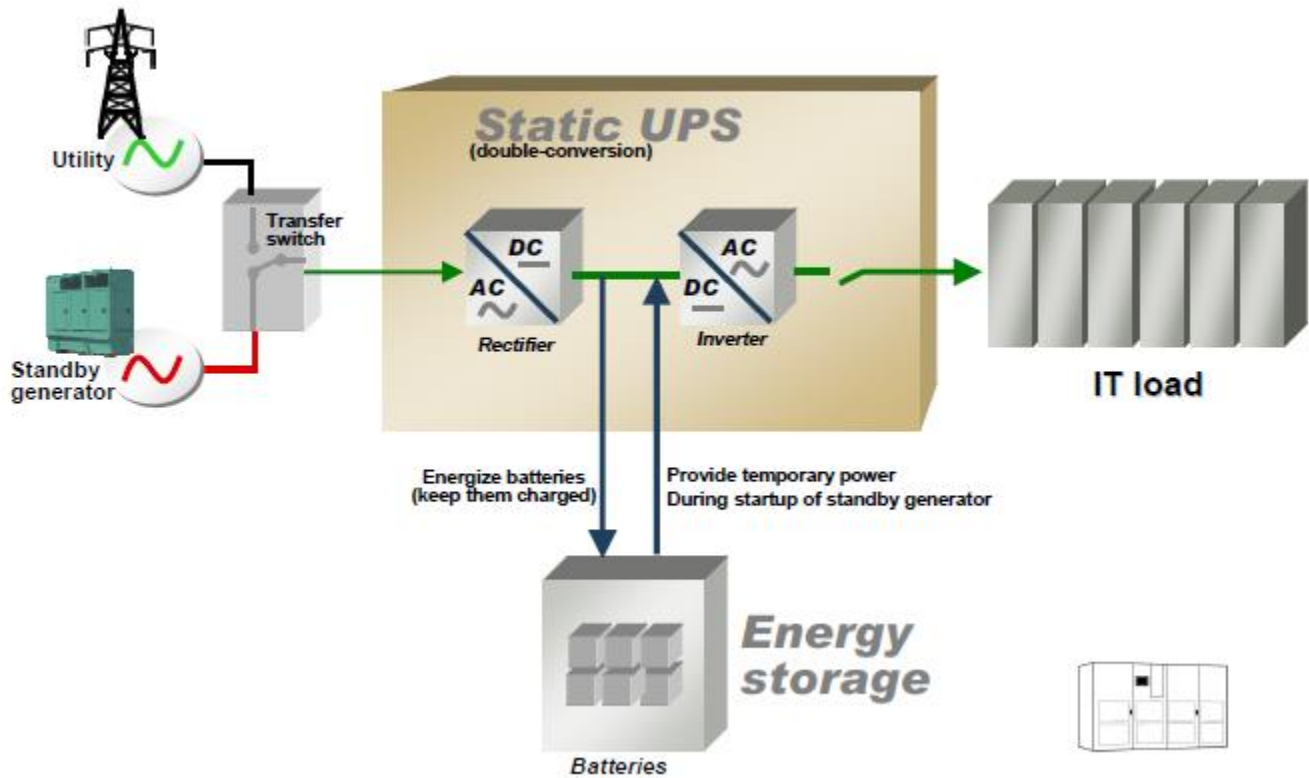 Static UPS
(double-conversion)
Utility
Transfer
switch
DC
AC
Rectifier
AC
DC
Inverter
Standby
generator
IT load
Energize batteries
(keep them charged)
Provide temporary power
During startup of standby generator
Energy
storage
Batteries